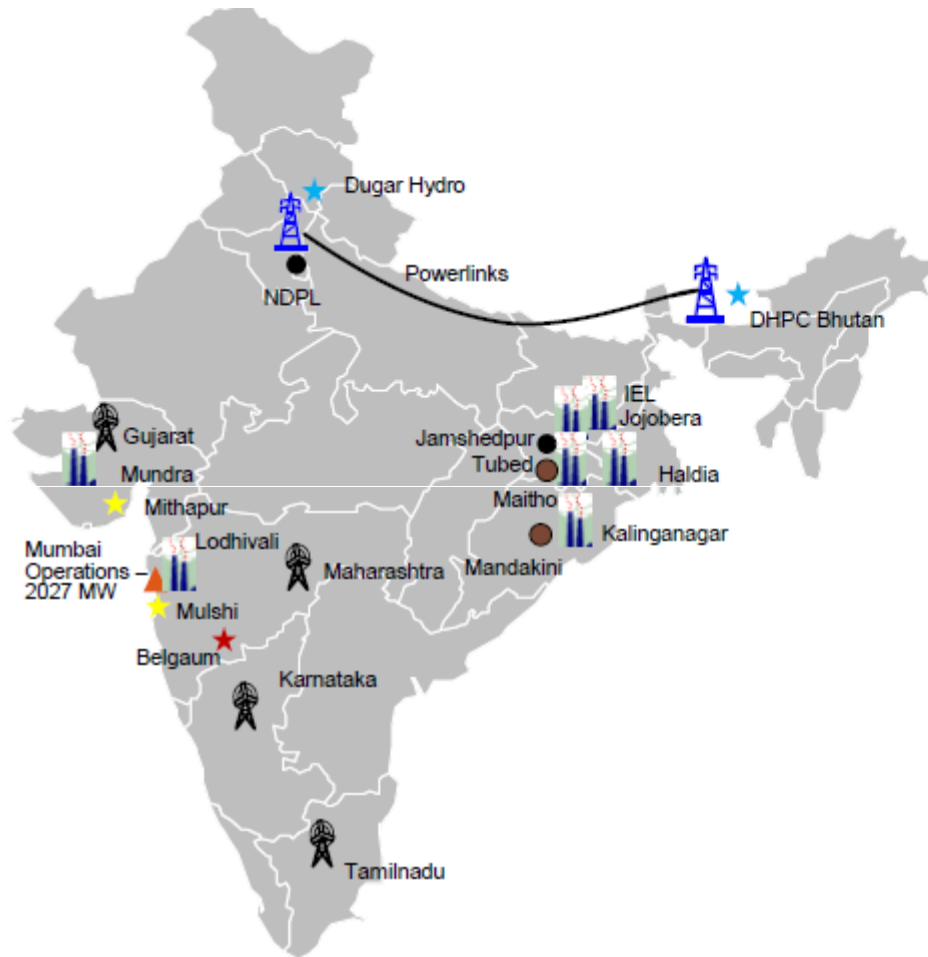 Dugar Hydro
Powerlinks
NDPL
DHPC Bhutan
IEL
Jojobera
Gujarat
Jamshedpur
Tubed
Haldia
Mundra
Maitho
Mithapur
Kalinganagar
Lodhivali
Mumbai
Operations –
2027 MW
Maharashtra
Mandakini
Mulshi
Belgaum
Karnataka
Tamilnadu